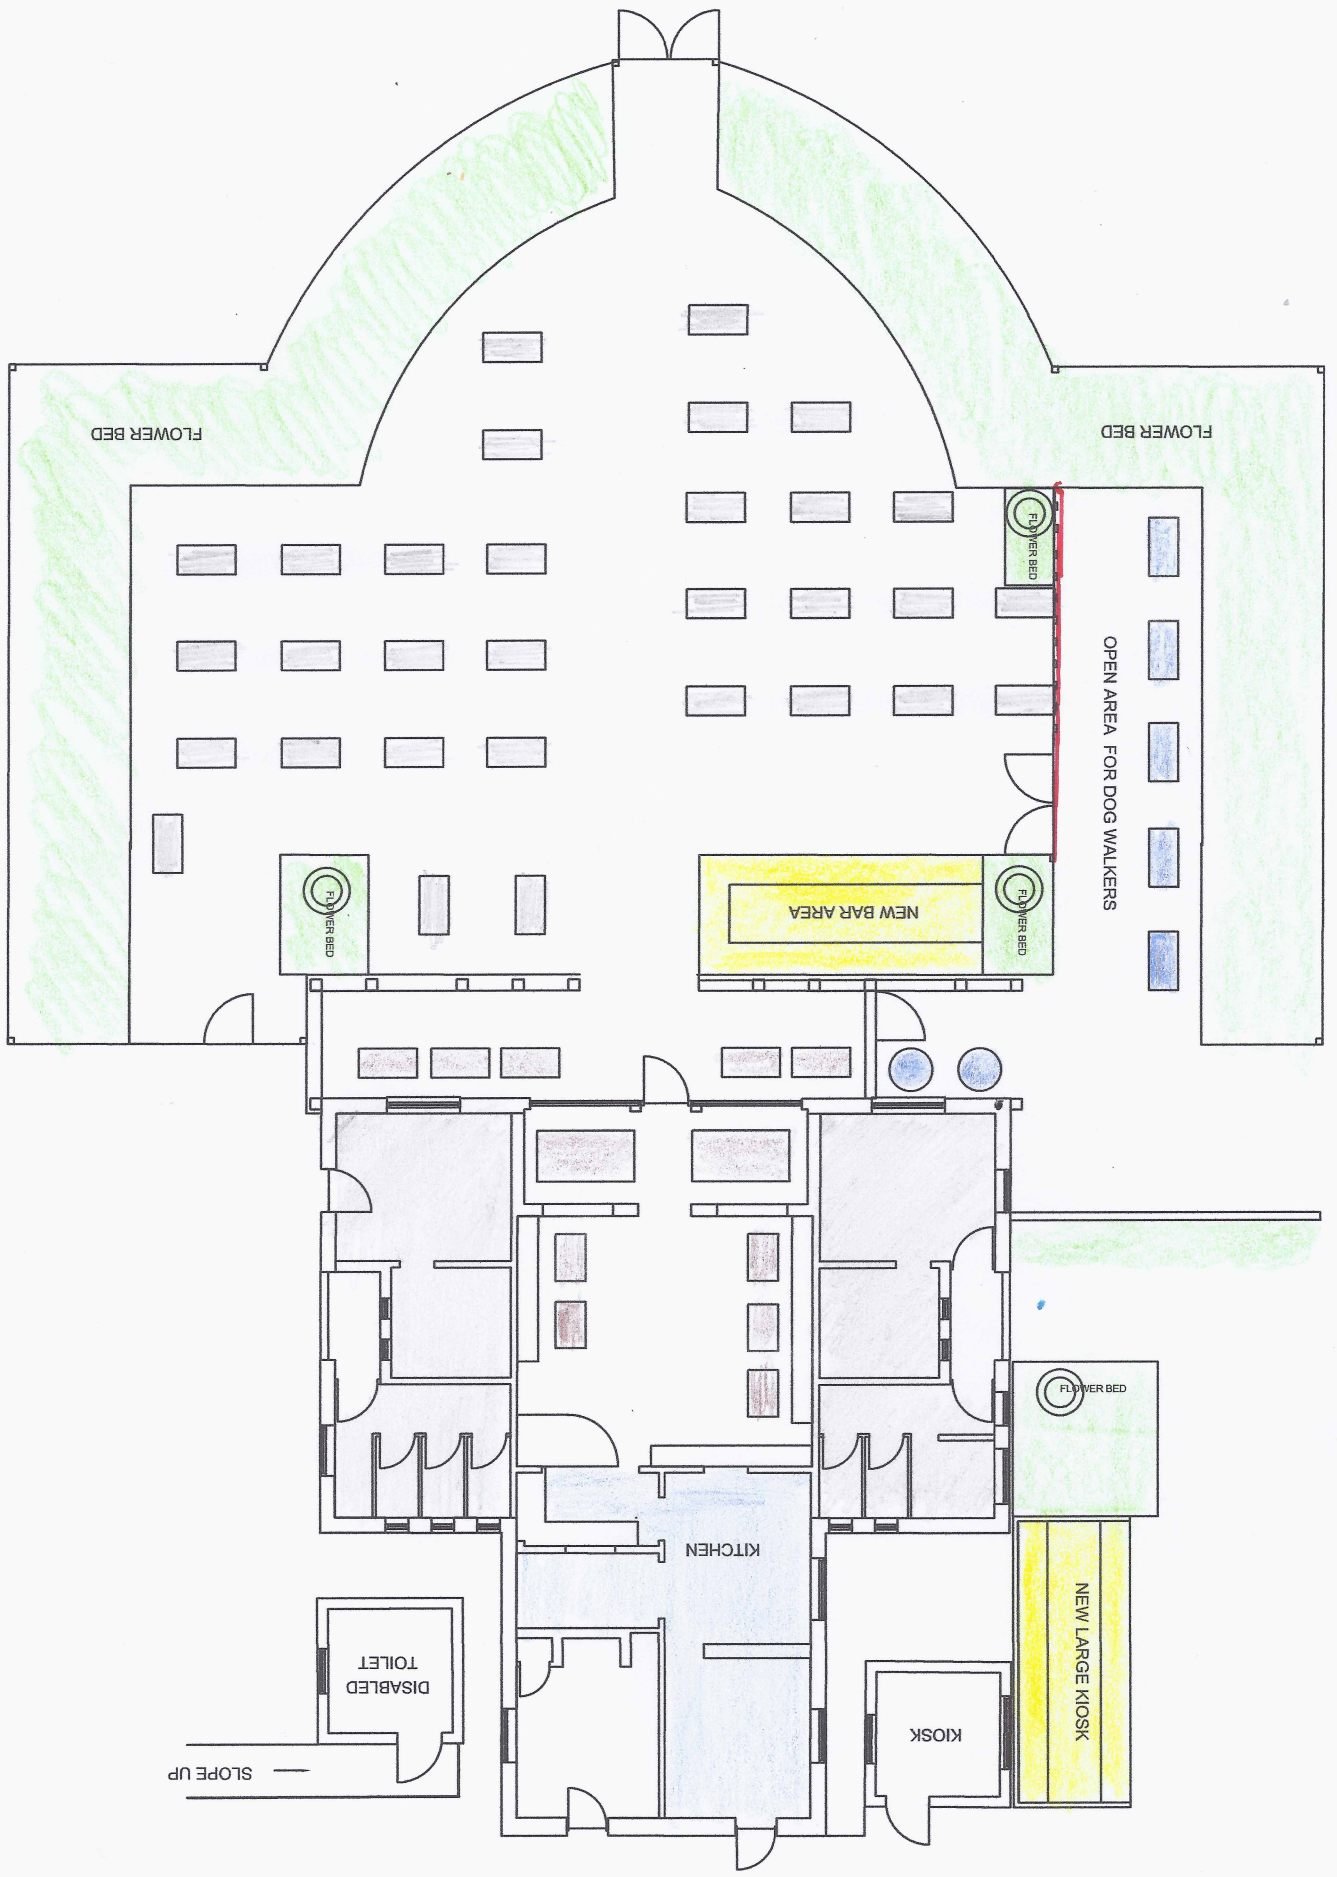 FLOWER BED
FLOWER BED
FLOWER BED
OPEN AREA FOR DOG WALKERS
FLOWER BED
NEW BAR AREA
FLOWER BED
FLOWER BED
KITCHEN
NEW LARGE KIOSK
DISABLED
TOILET
KIOSK
SLOPE UP